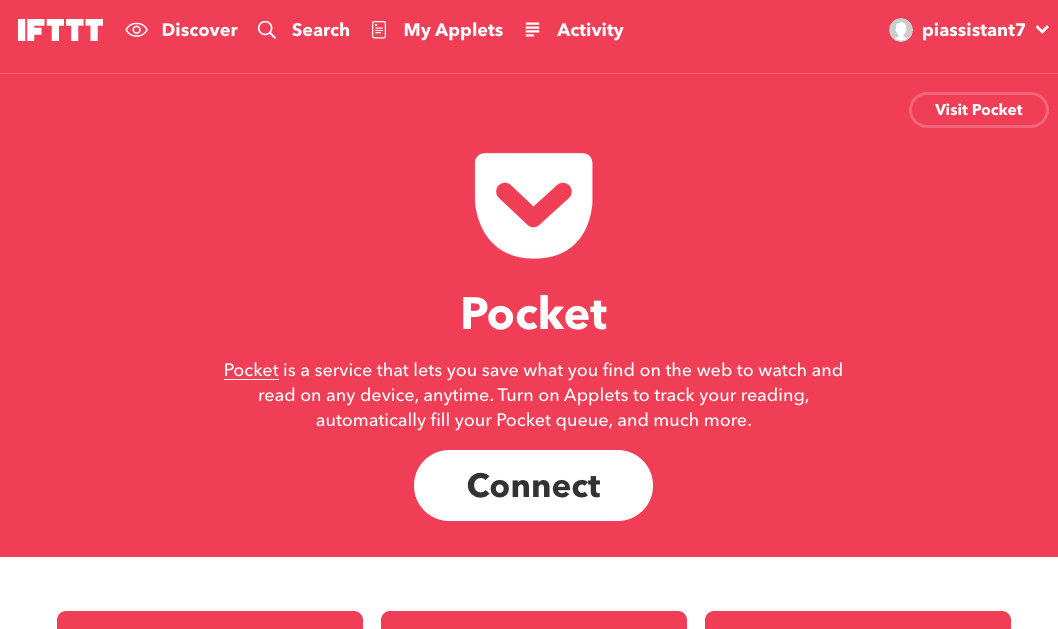 IFTTT Discover Search My Applets Activity piassistant7
Visit Pocket
Pocket
Pocket is a service that lets you save what you find on the web to watch and
read on any device, anytime. Turn on Applets to track your reading,
automatically fill your Pocket queue, and much more.
Connect